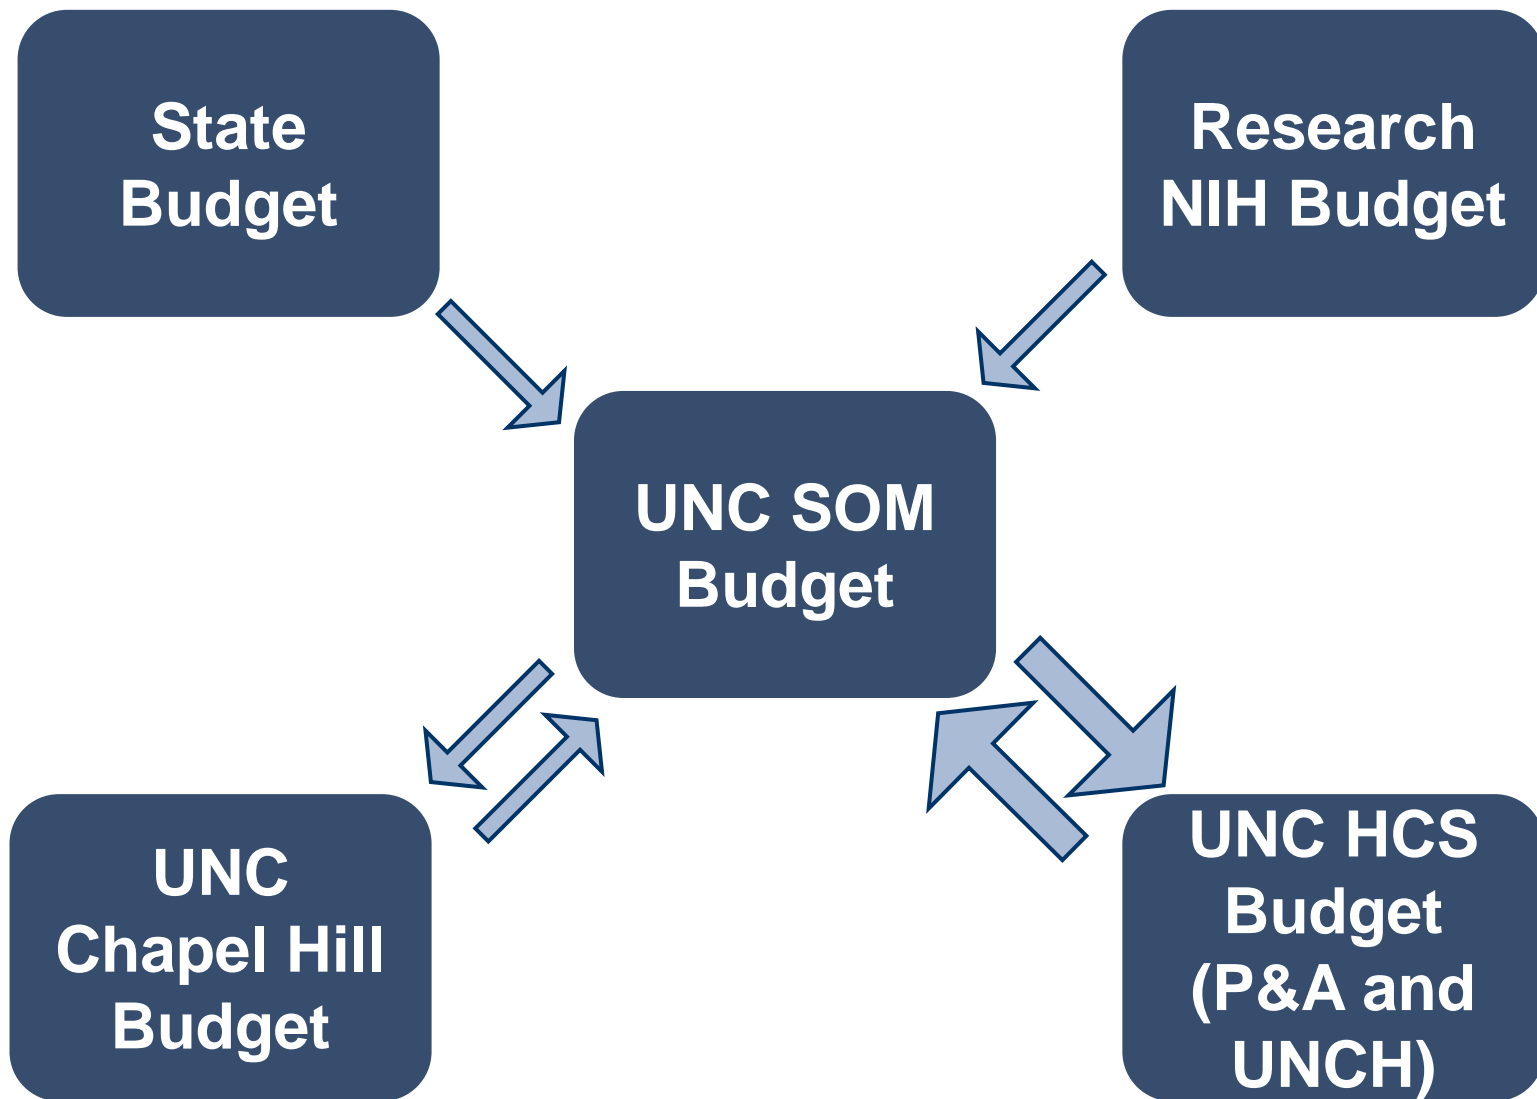 State
Budget
Research
NIH Budget
UNC SOM
Budget
UNC
Chapel Hill
Budget
UNC HCS
Budget
(P&A and
UNCH)